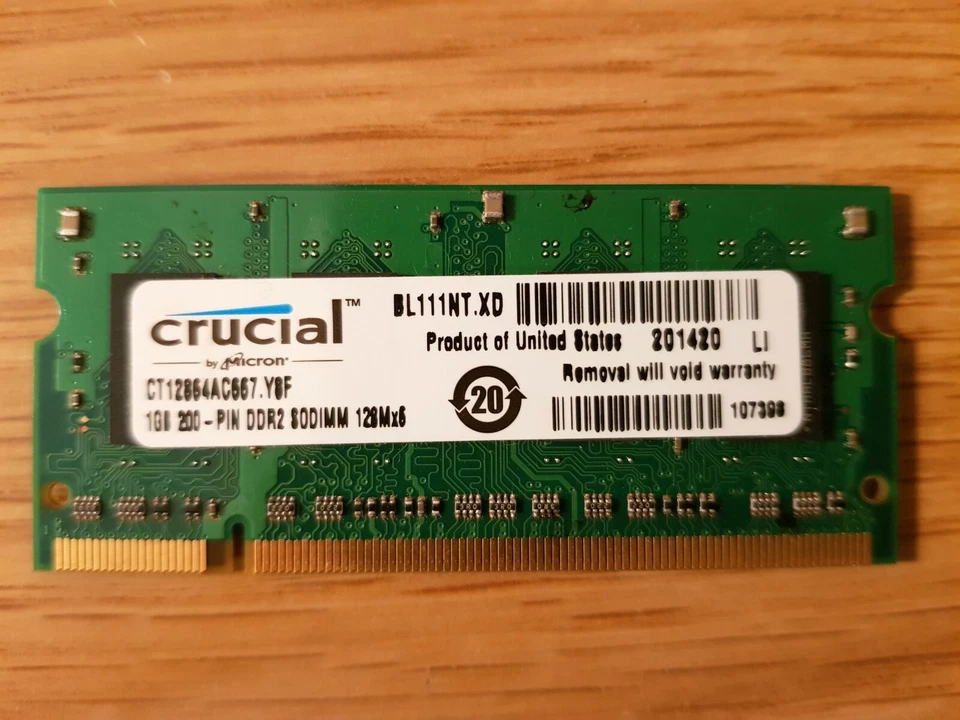 crucial™
by Micron®
CT12864AC667.Y8F
1GB 200-PIN DDR2 SODIMM 128Mx6
BL111NT.XD
Product of United States 201420 LI
Removal will void warranty
20
107398